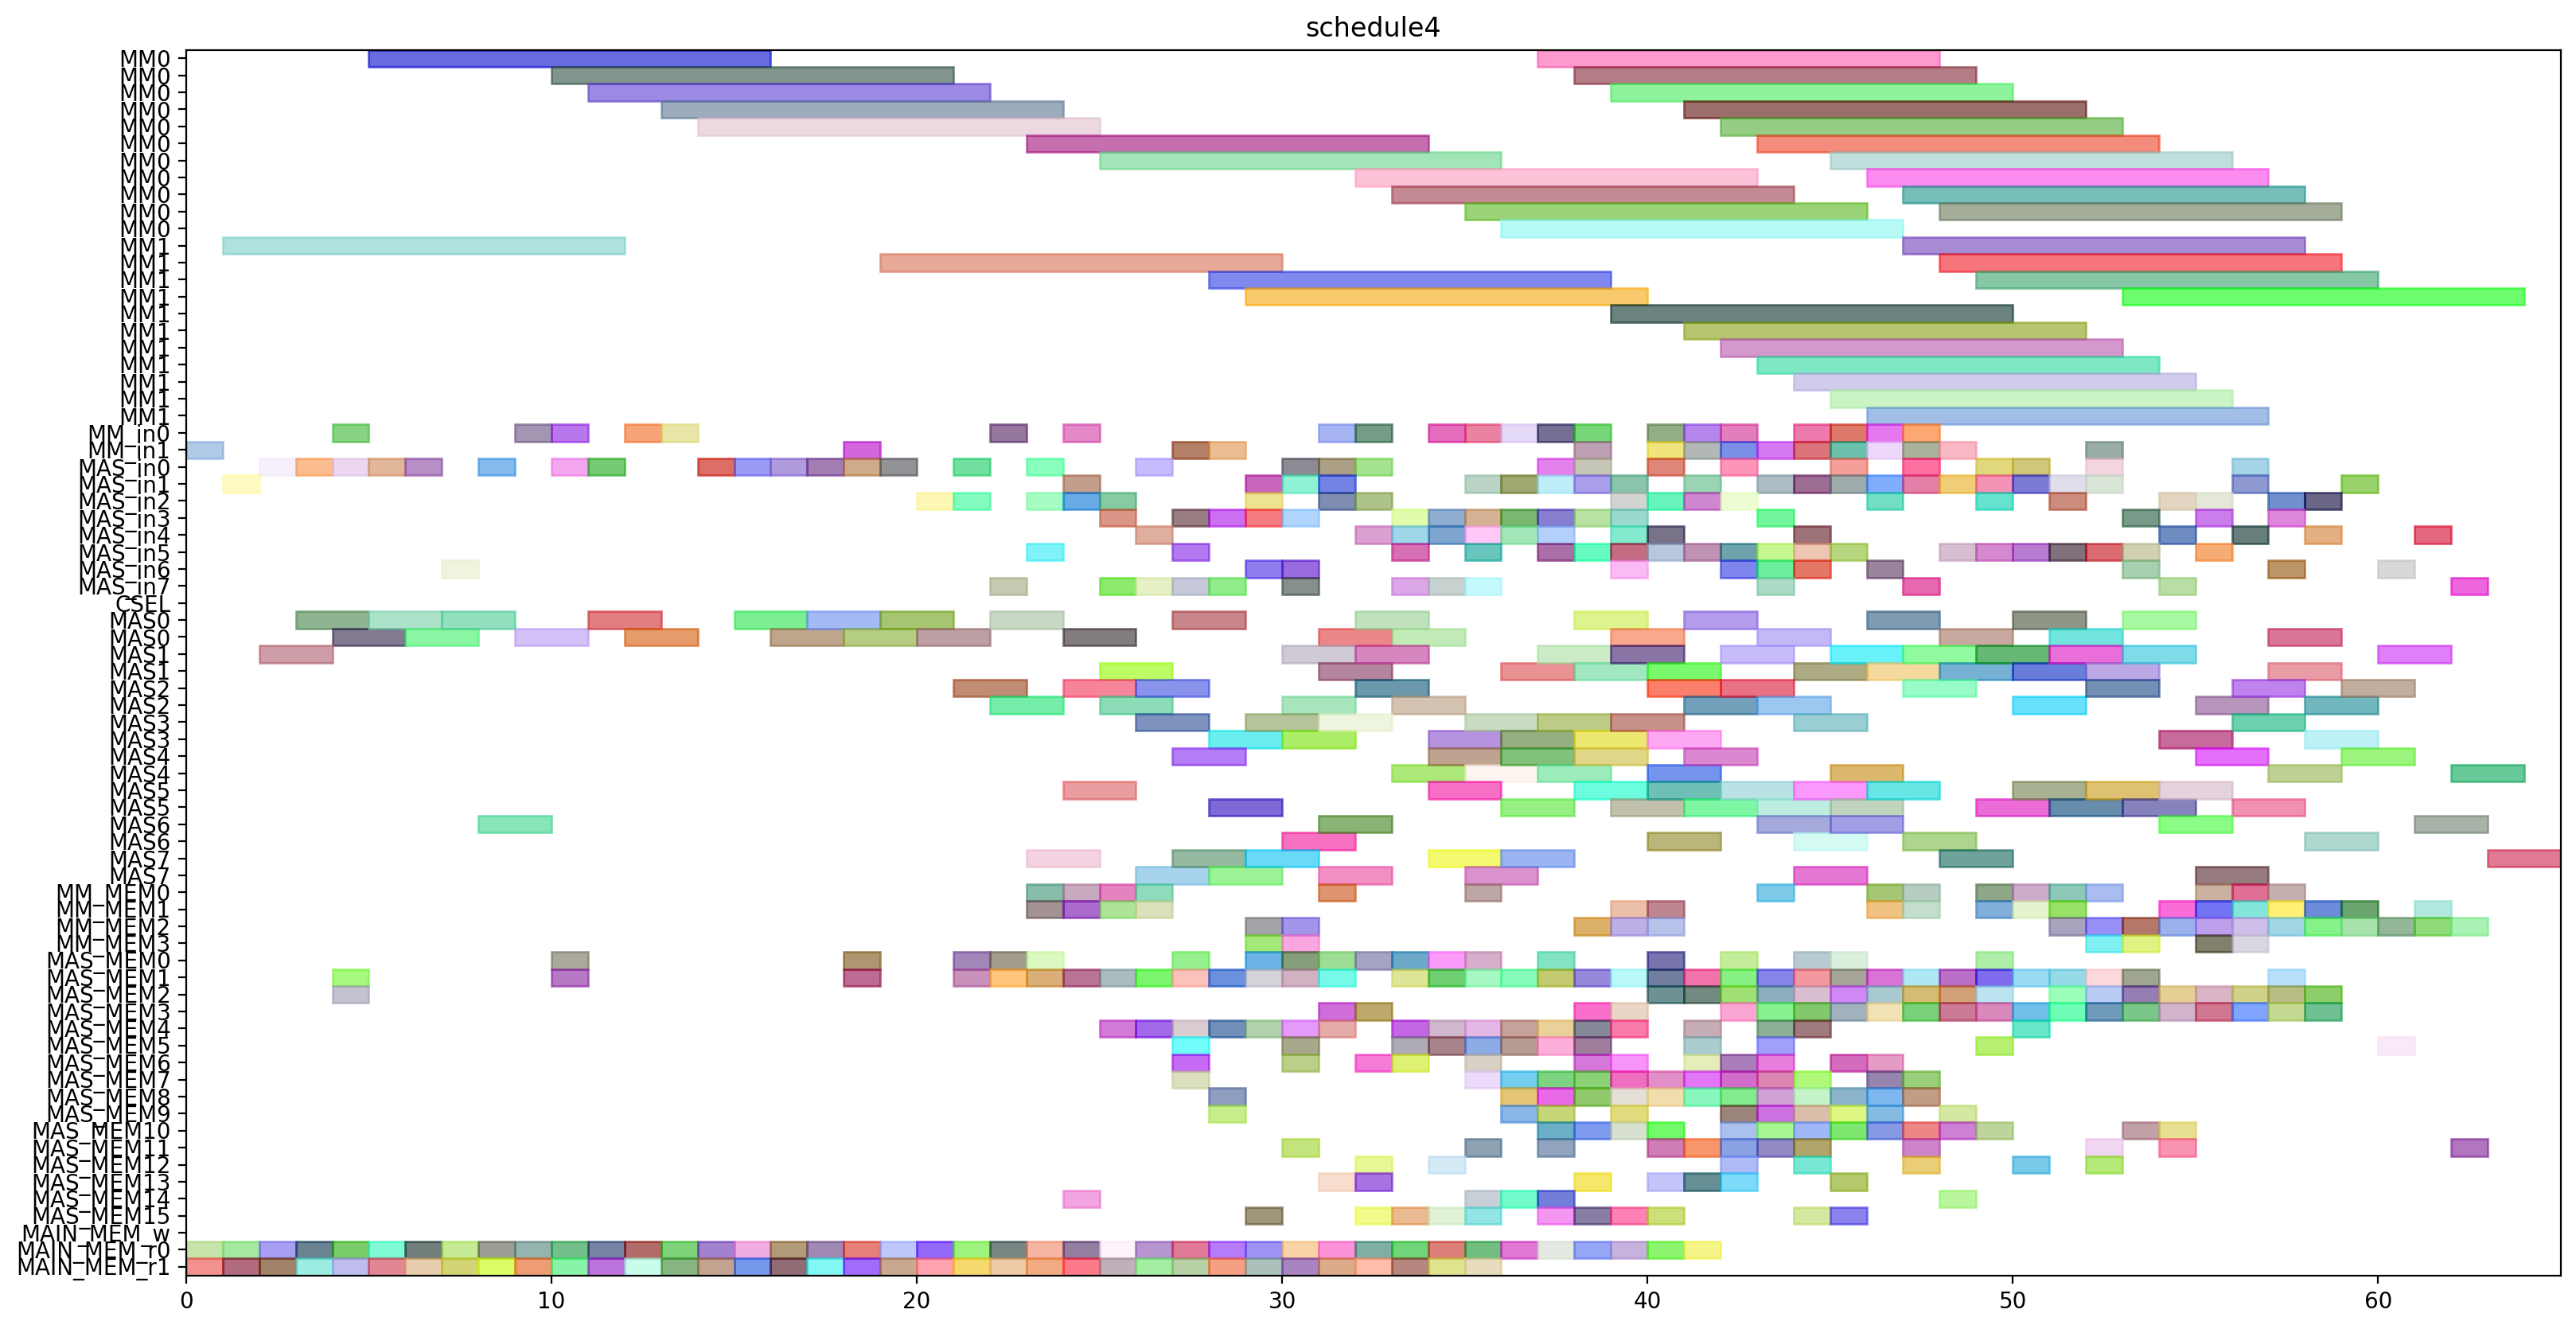 schedule4
MM0
MM0
MM0
MM0
MM0
MM0
MM0
MM0
MM0
MM0
MM0
MM1
MM1
MM1
MM1
MM1
MM1
MM1
MM1
MM1
MM1
MM1
MM_in0
MM_in1
MAS_in0
MAS_in1
MAS_in2
MAS_in3
MAS_in4
MAS_in5
MAS_in6
MAS_in7
CSEL
MAS0
MAS0
MAS1
MAS1
MAS2
MAS2
MAS3
MAS3
MAS4
MAS4
MAS5
MAS5
MAS6
MAS6
MAS7
MAS7
MM_MEM0
MM_MEM1
MM_MEM2
MM_MEM3
MAS_MEM0
MAS_MEM1
MAS_MEM2
MAS_MEM3
MAS_MEM4
MAS_MEM5
MAS_MEM6
MAS_MEM7
MAS_MEM8
MAS_MEM9
MAS_MEM10
MAS_MEM11
MAS_MEM12
MAS_MEM13
MAS_MEM14
MAS_MEM15
MAIN_MEM_w
MAIN_MEM_r0
MAIN_MEM_r1
0 10 20 30 40 50 60